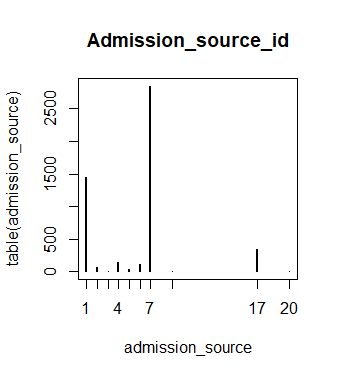 Admission_source_id
table(admission_source)
2500
1500
500
0
1 4 7 17 20
admission_source